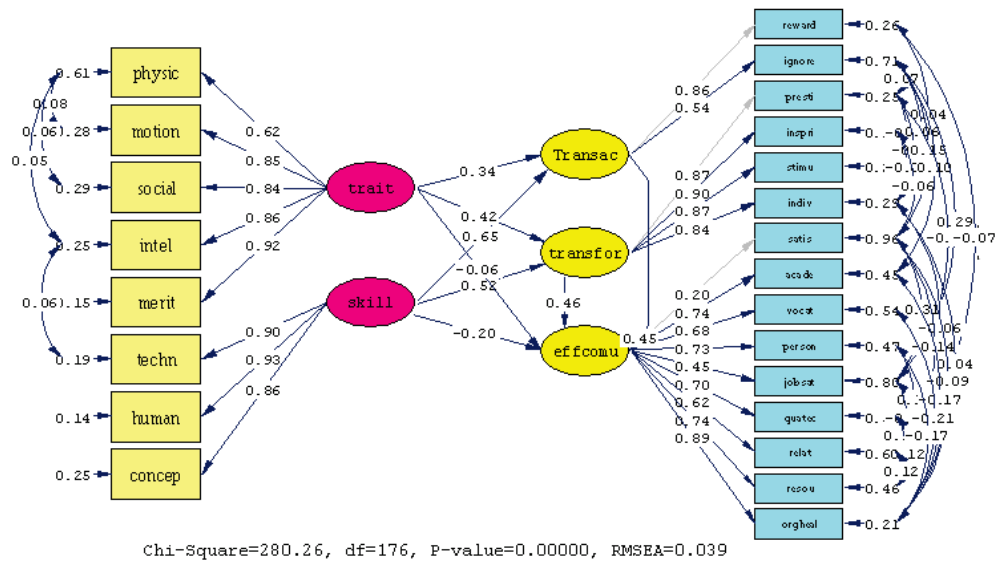 physic
motion
social
intel
merit
techn
human
concep
0.61
0.28
0.29
0.25
0.15
0.19
0.14
0.25
0.08
0.06
0.05
0.06
trait
skill
0.62
0.85
0.84
0.86
0.92
0.90
0.93
0.86
0.34
0.42
0.65
-0.06
0.52
-0.20
Transac
transfor
effcomu
0.46
0.45
0.86
0.54
0.87
0.90
0.87
0.84
0.20
0.74
0.68
0.73
0.45
0.70
0.62
0.74
0.89
reward
ignore
presti
inspri
stimu
indiv
satis
acade
vocat
person
jobsat
quatec
relat
resou
orgheal
0.26
0.71
0.25
0.29
0.96
0.45
0.54
0.47
0.80
0.60
0.46
0.21
0.07
0.04
-0.06
0.29
-0.07
0.31
-0.06
-0.14
0.04
-0.09
-0.17
-0.21
-0.17
0.12
0.12
Chi-Square=280.26, df=176, P-value=0.00000, RMSEA=0.039